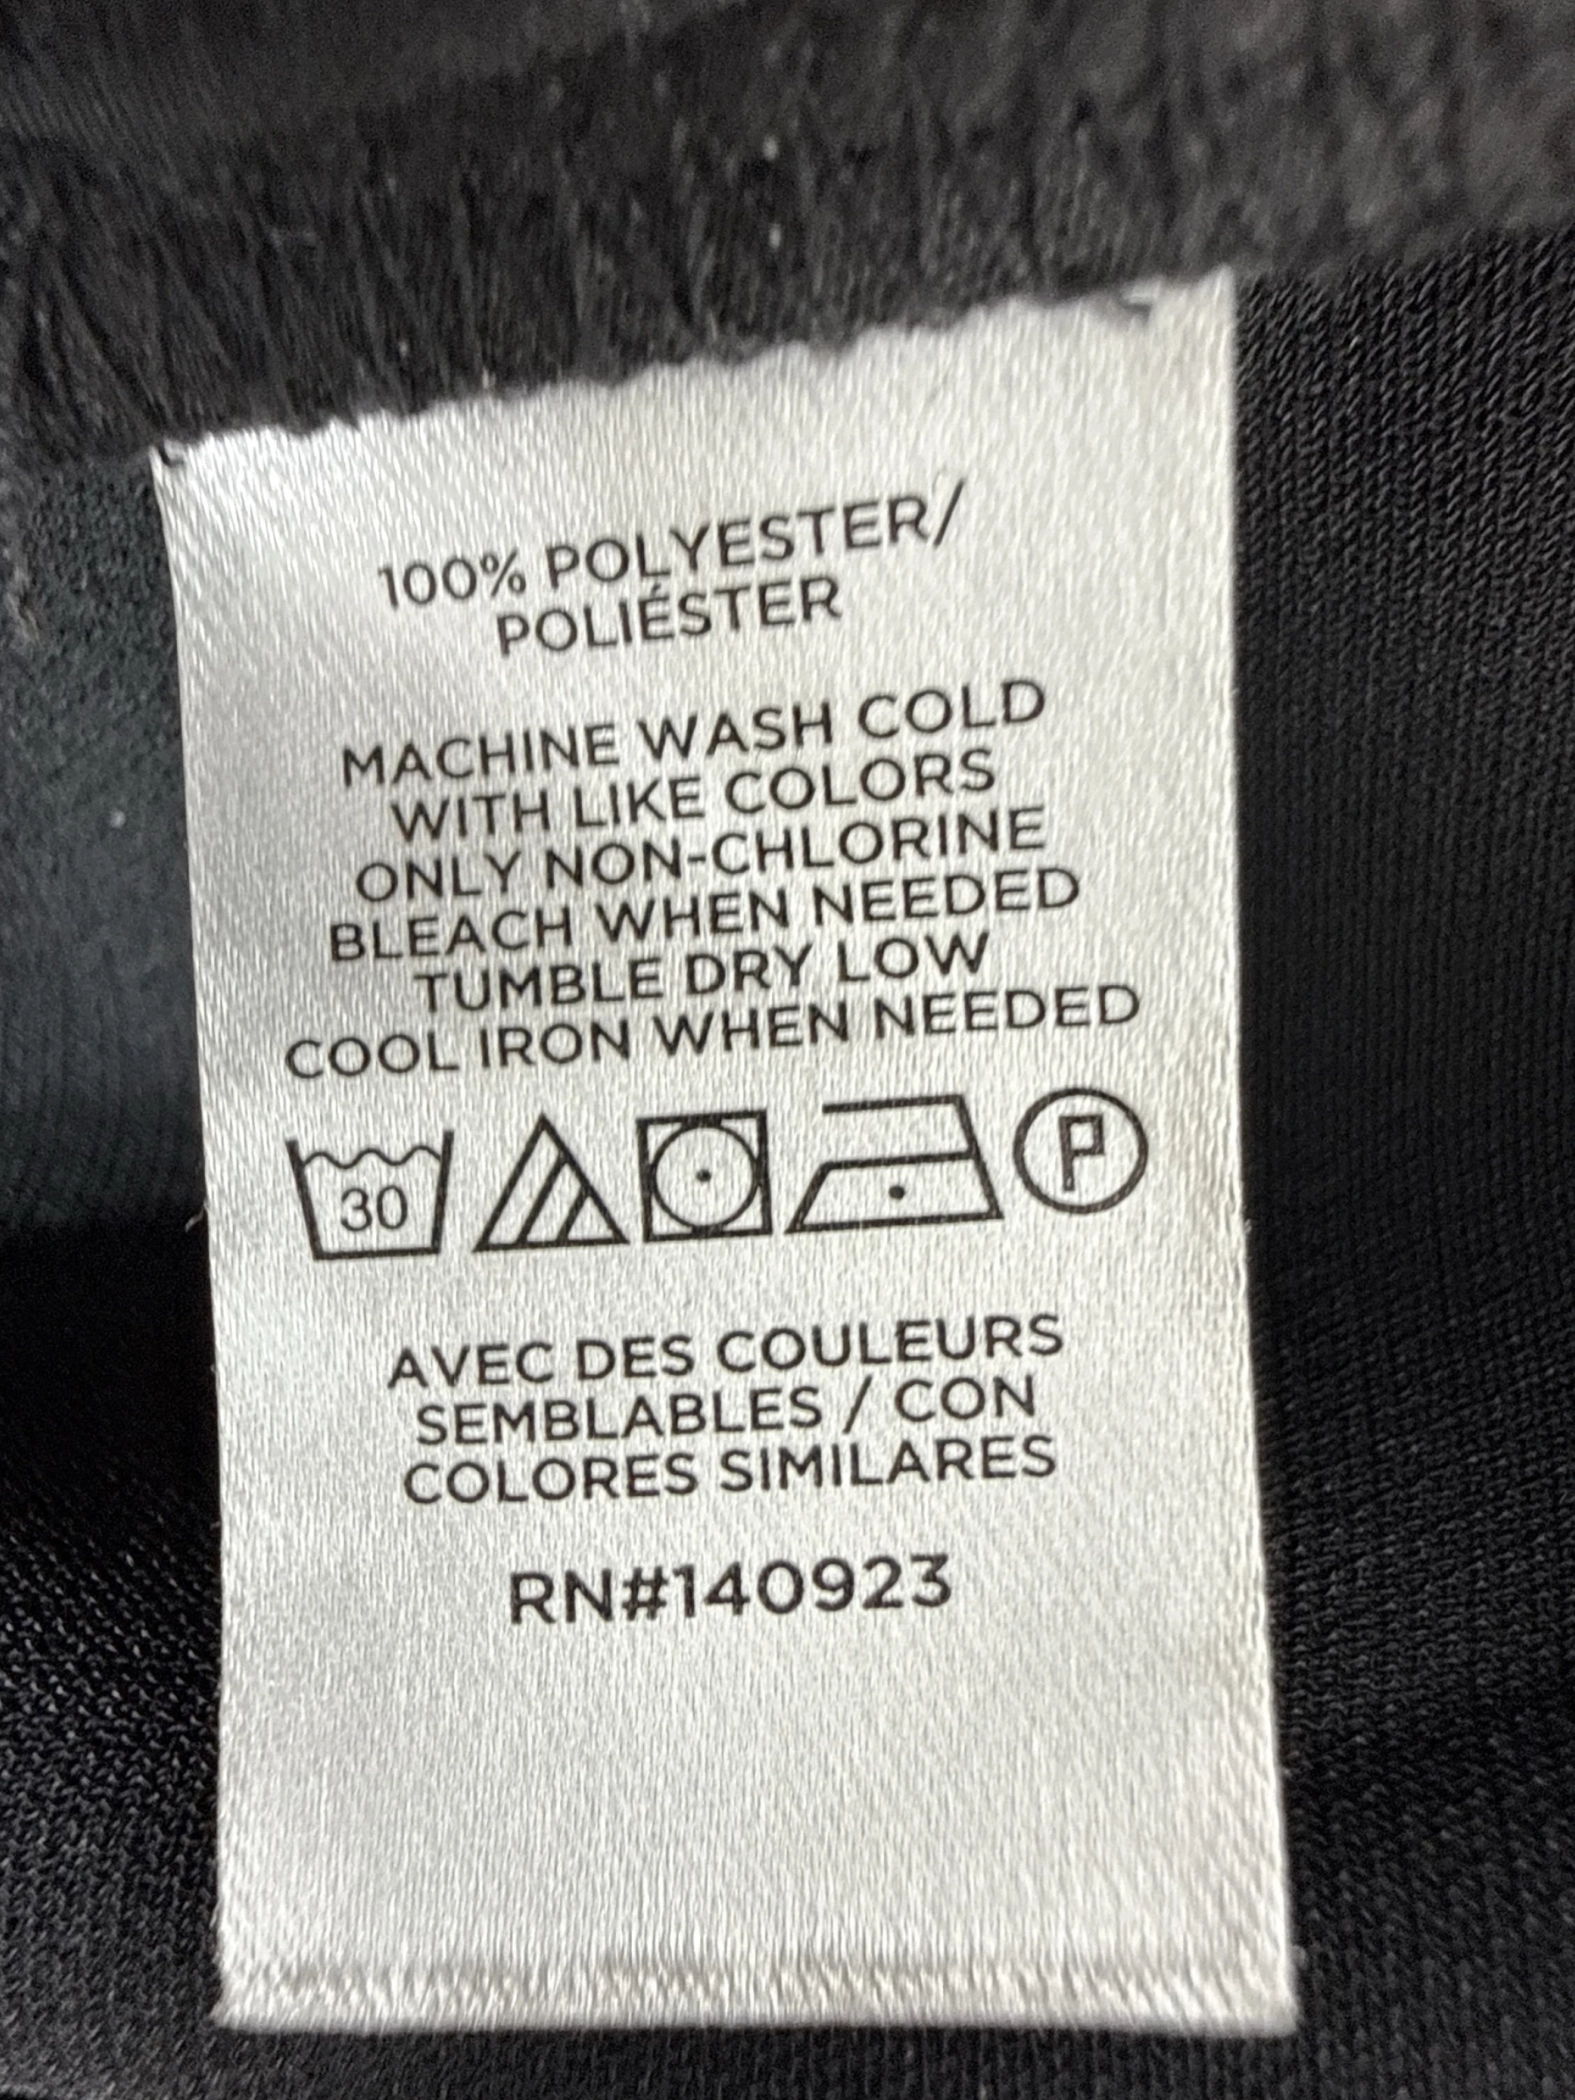 100% POLYESTER/
POLIÉSTER
MACHINE WASH COLD
WITH LIKE COLORS
ONLY NON-CHLORINE
BLEACH WHEN NEEDED
TUMBLE DRY LOW
COOL IRON WHEN NEEDED
30 P
AVEC DES COULEURS
SEMBLABLES / CON
COLORES SIMILARES
RN#140923